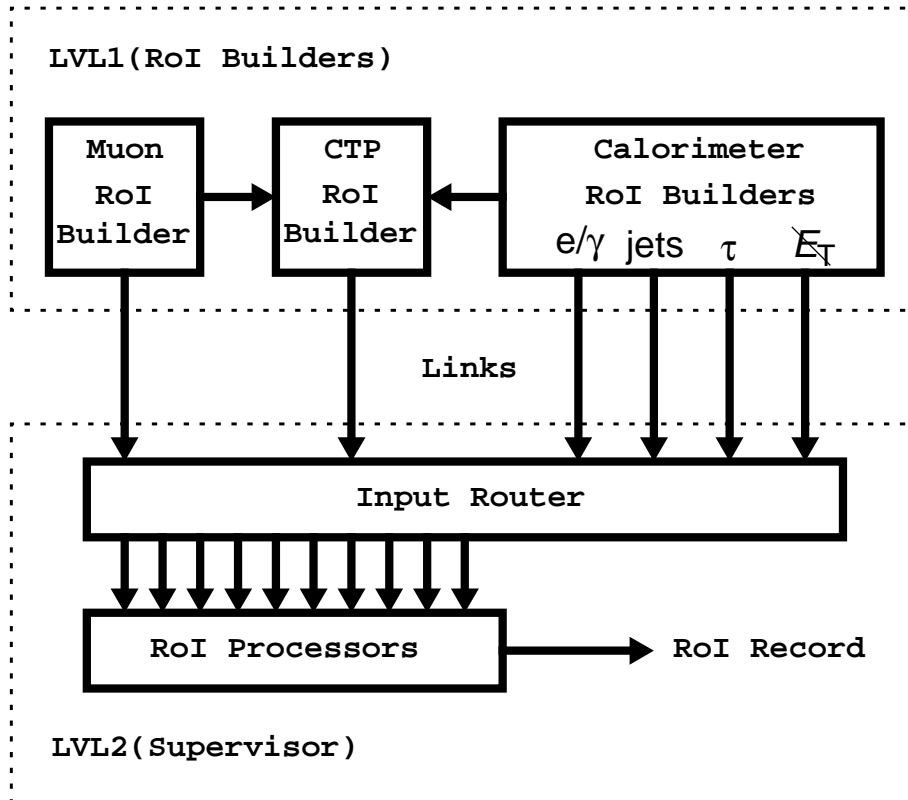 LVL1(RoI Builders)
Muon
RoI
Builder
CTP
RoI
Builder
Calorimeter
RoI Builders
e/γ jets τ E̸T
Links
Input Router
RoI Processors
RoI Record
LVL2(Supervisor)